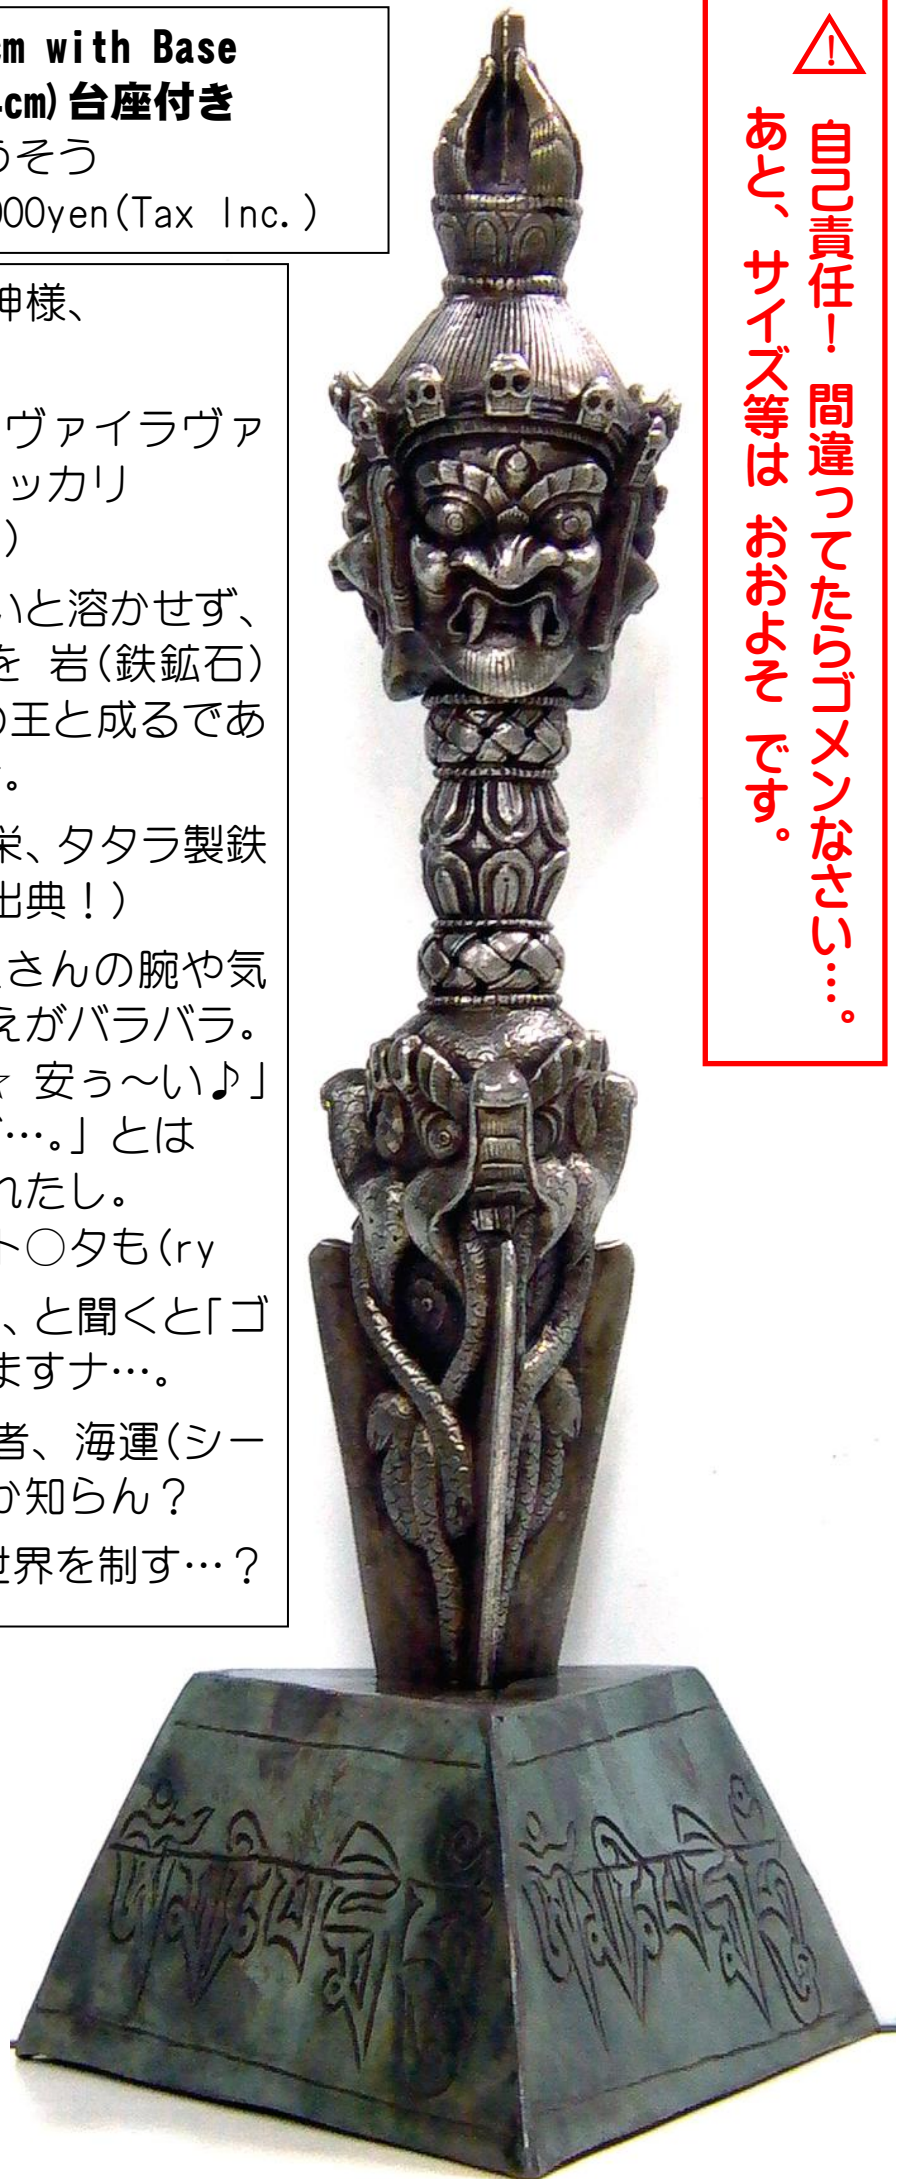 cm with Base
cm)台座付き
うそう
000yen(Tax Inc.)
神様、
ヴァイラヴァ
ッカリ
)
いと溶かせず、
を 岩(鉄鉱石)
の王と成るであ
。
栄、タタラ製鉄
出典！)
さんの腕や気
えがバラバラ。
☆ 安ぅ～い♪」
…。」とは
れたし。
ト○タも(ry
、と聞くと「ゴ
ますナ…。
者、海運(シー
か知らん？
世界を制す…？
⚠ 自己責任！ 間違ってたらゴメンなさい…。
あと、サイズ等は おおよそ です。
ༀམཎིཔདྨེཧཱུྃ
ༀམཎིཔདྨེཧཱུྃ